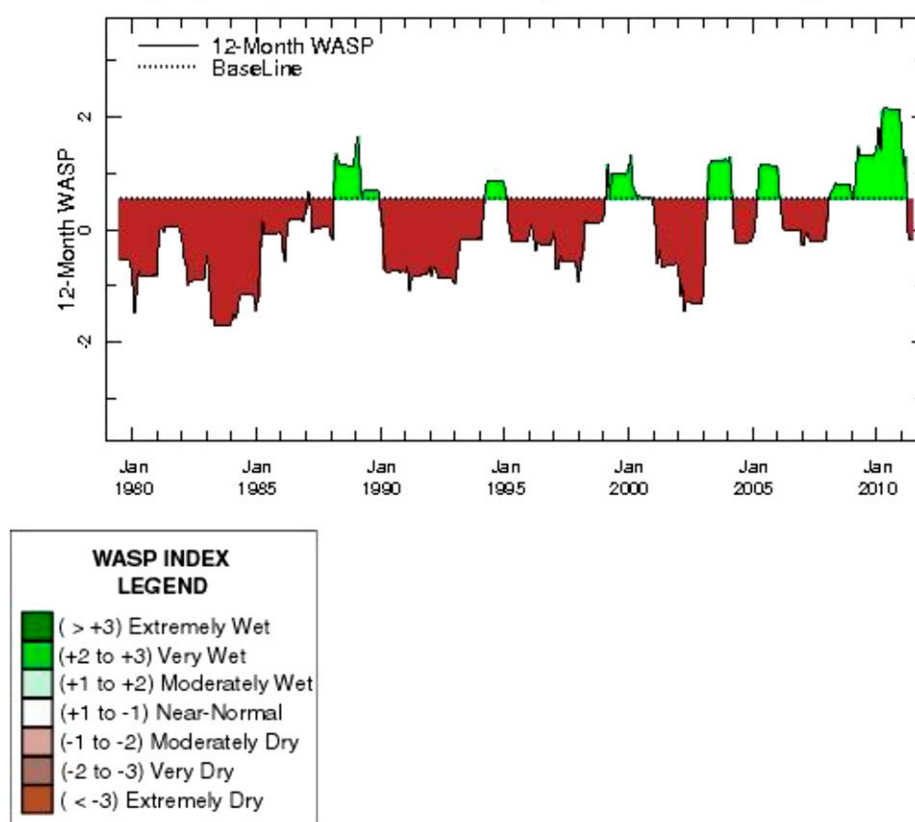 12-Month WASP
BaseLine
12-Month WASP
2
0
-2
Jan Jan Jan Jan Jan Jan Jan
1980 1985 1990 1995 2000 2005 2010
WASP INDEX
LEGEND
( > +3) Extremely Wet
(+2 to +3) Very Wet
(+1 to +2) Moderately Wet
(+1 to -1) Near-Normal
(-1 to -2) Moderately Dry
(-2 to -3) Very Dry
( < -3) Extremely Dry